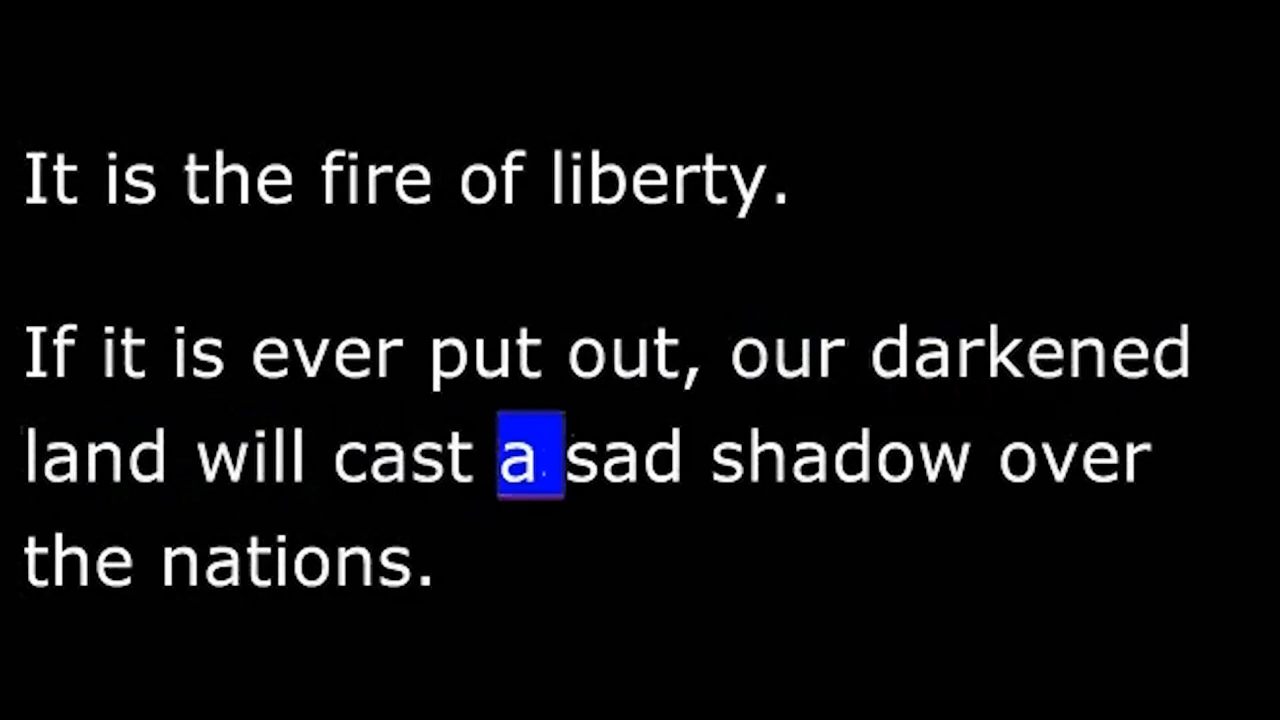 It is the fire of liberty.
If it is ever put out, our darkened
land will cast a sad shadow over
the nations.